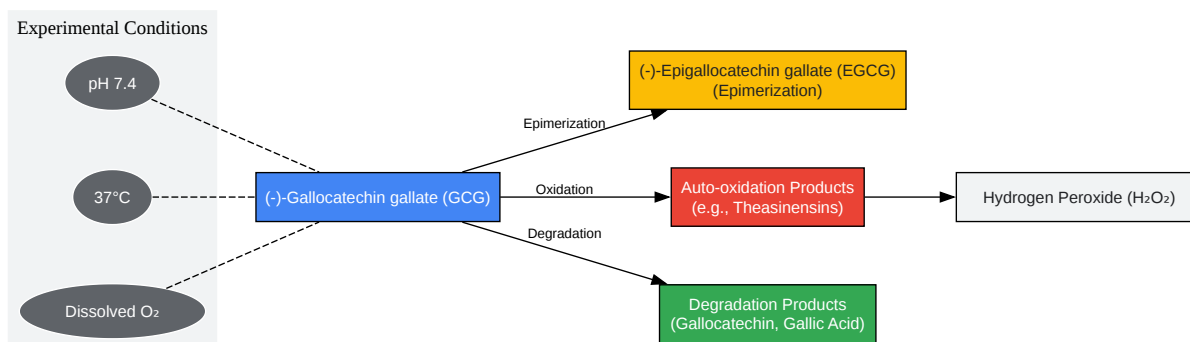 Experimental Conditions
pH 7.4
37°C
Dissolved O₂
(-)-Gallocatechin gallate (GCG)
Epimerization
Oxidation
Degradation
(-)-Epigallocatechin gallate (EGCG)
(Epimerization)
Auto-oxidation Products
(e.g., Theasinensins)
Degradation Products
(Gallocatechin, Gallic Acid)
Hydrogen Peroxide (H₂O₂)